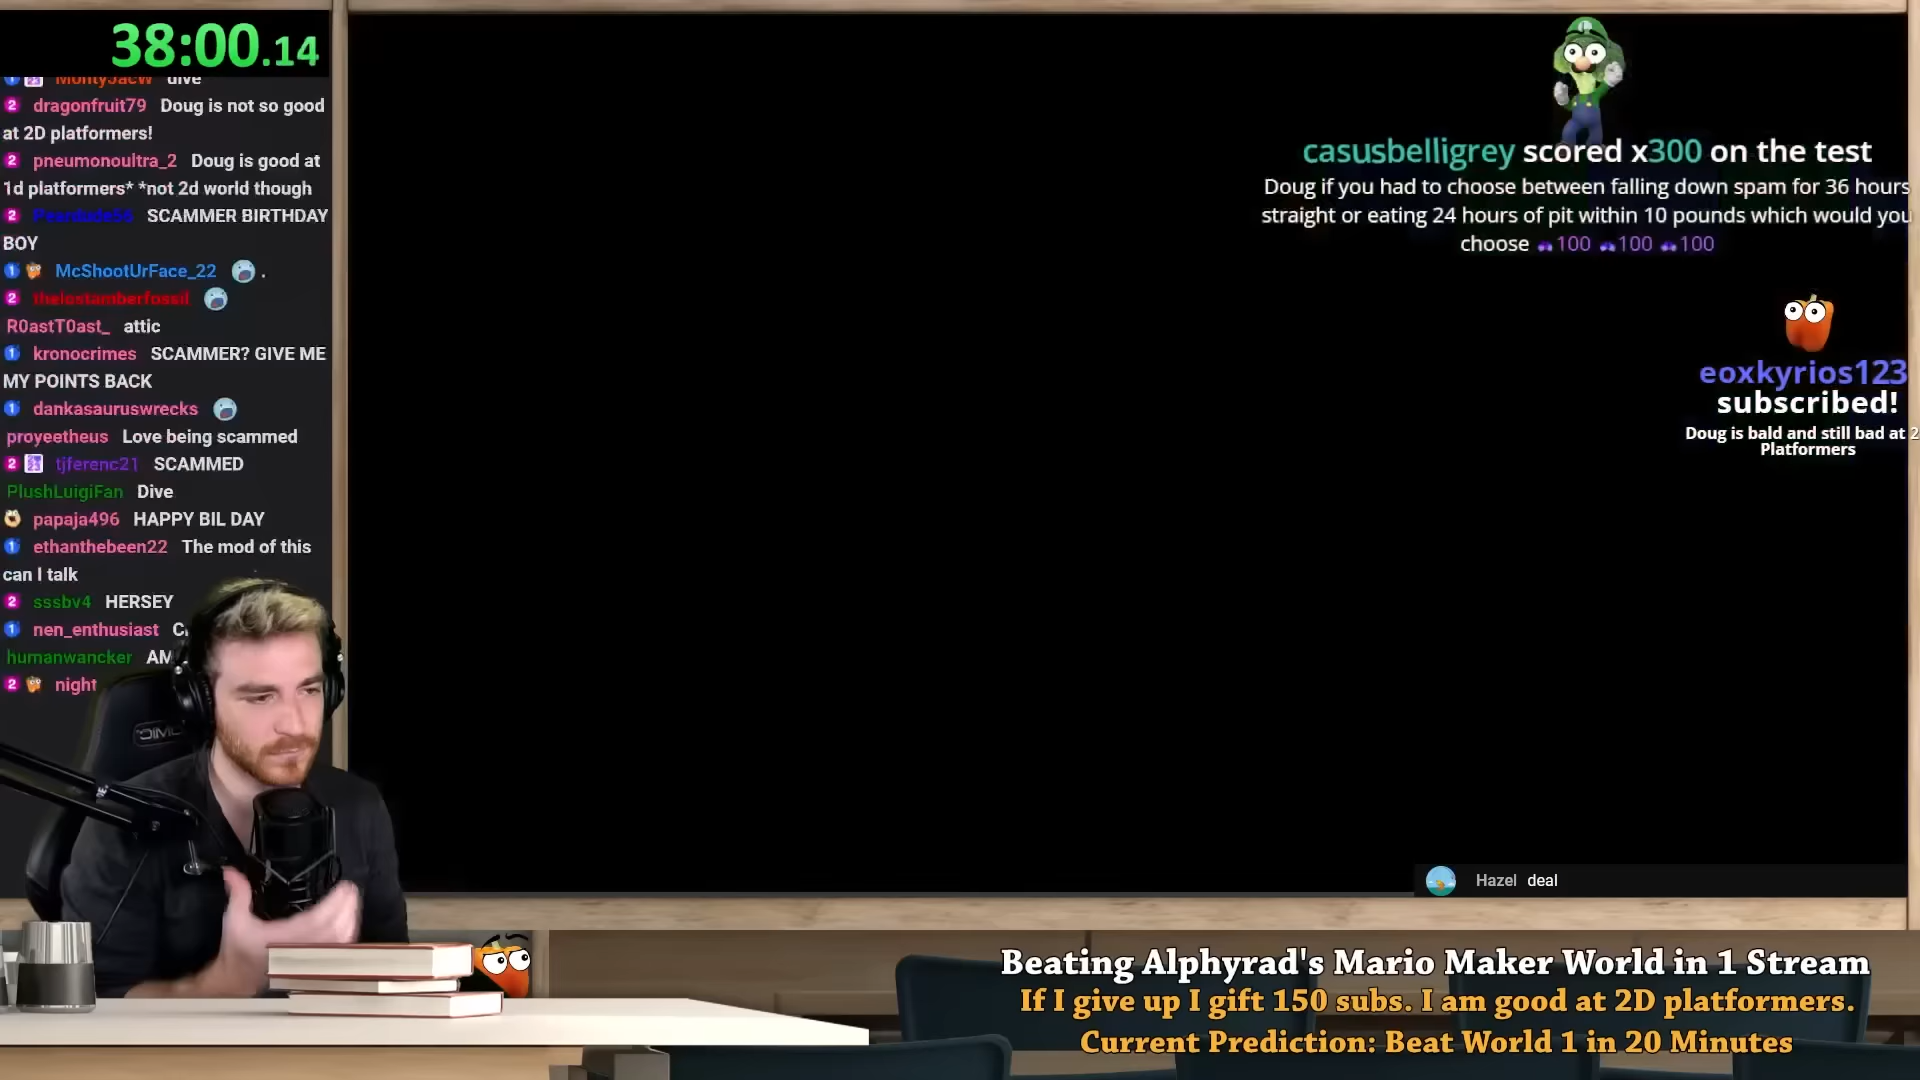 38:00.14
MontyJacW dive
dragonfruit79 Doug is not so good
at 2D platformers!
pneumonoultra_2 Doug is good at
1d platformers* *not 2d world though
SCAMMER BIRTHDAY
BOY
McShootUrFace_22 .
thelostamberfossil
R0astT0ast_ attic
kronocrimes SCAMMER? GIVE ME
MY POINTS BACK
dankasauruswrecks
proyeetheus Love being scammed
tjferenc21 SCAMMED
PlushLuigiFan Dive
papaja496 HAPPY BIL DAY
ethanthebeen22 The mod of this
can I talk
sssbv4 HERSEY
nen_enthusiast
humanwancker AM
night
casusbelligrey scored x300 on the test
Doug if you had to choose between falling down spam for 36 hours
straight or eating 24 hours of pit within 10 pounds which would you
choose 100 100 100
eoxkyrios123
subscribed!
Doug is bald and still bad at 2
Platformers
Hazel deal
Beating Alphyrad's Mario Maker World in 1 Stream
If I give up I gift 150 subs. I am good at 2D platformers.
Current Prediction: Beat World 1 in 20 Minutes